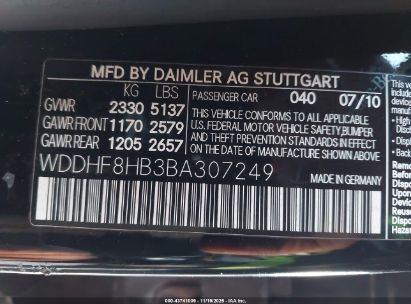 MFD BY DAIMLER AG STUTTGART
KG LBS
GVWR 2330 5137
GAWR FRONT 1170 2579
GAWR REAR 1205 2657
PASSENGER CAR 040 07/10
THIS VEHICLE CONFORMS TO ALL APPLICABLE
U.S. FEDERAL MOTOR VEHICLE SAFETY, BUMPER
AND THEFT PREVENTION STANDARDS IN EFFECT
ON THE DATE OF MANUFACTURE SHOWN ABOVE.
WDDHF8HB3BA307249
MADE IN GERMANY